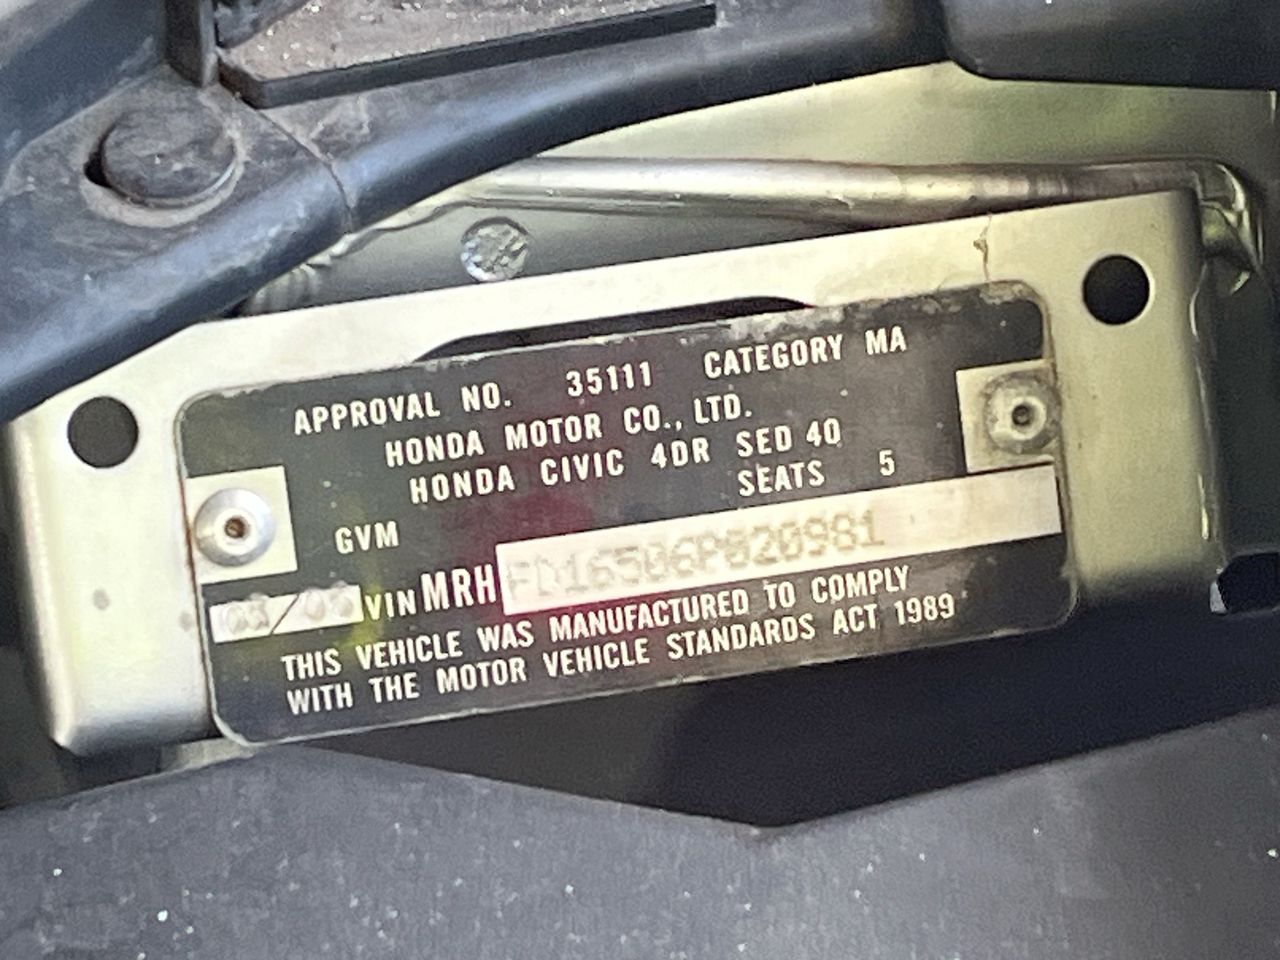 APPROVAL NO. 35111 CATEGORY MA
HONDA MOTOR CO., LTD.
HONDA CIVIC 4DR SED 40
SEATS 5
GVM
VIN MRH FD16506P020981
THIS VEHICLE WAS MANUFACTURED TO COMPLY
WITH THE MOTOR VEHICLE STANDARDS ACT 1989